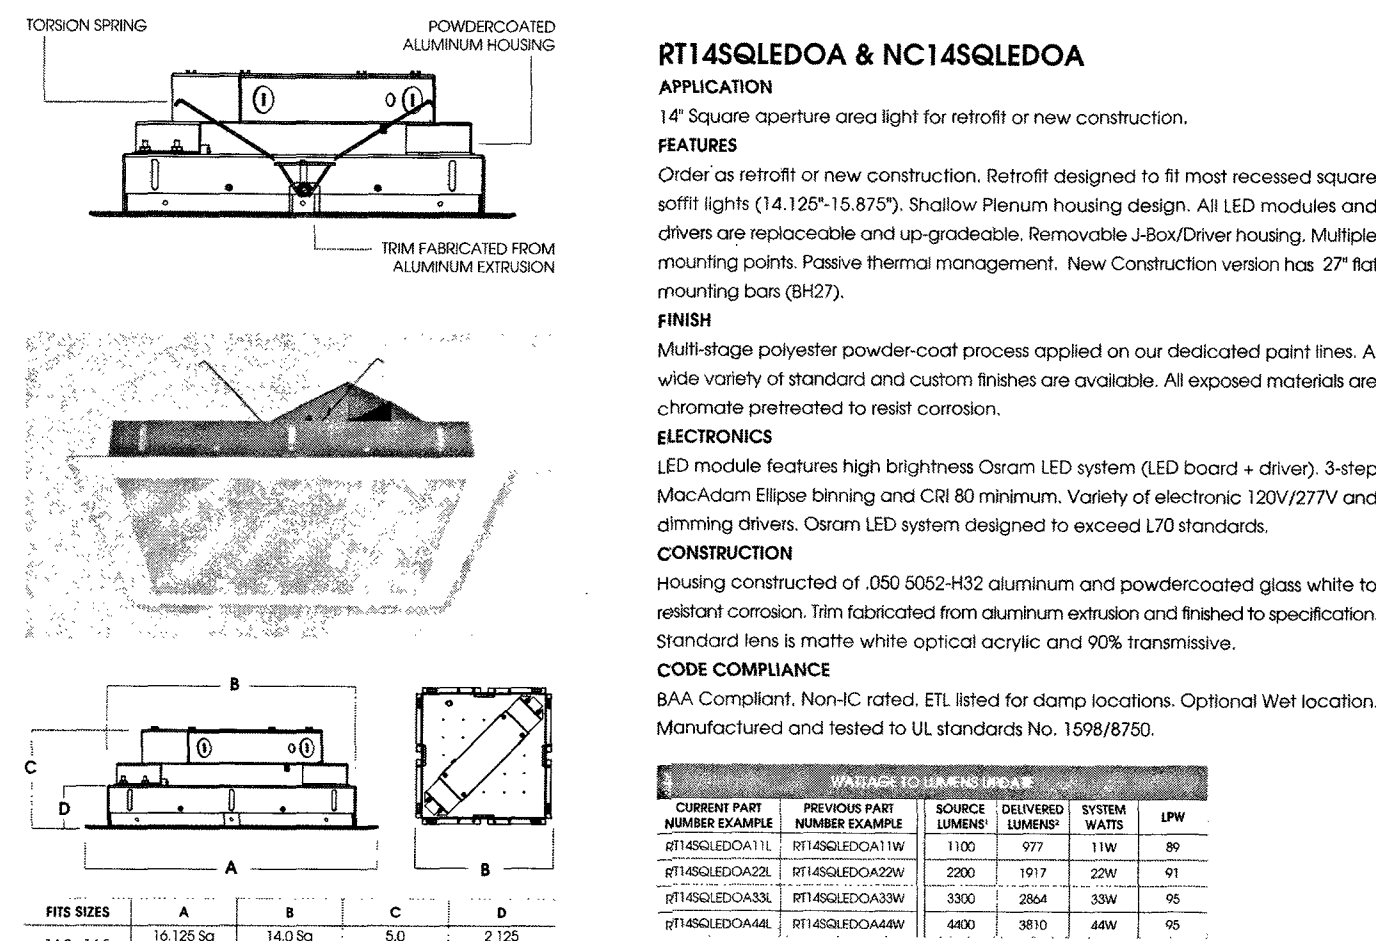 TORSION SPRING
POWDERCOATED
ALUMINUM HOUSING
TRIM FABRICATED FROM
ALUMINUM EXTRUSION
B
C
D
A
B
FITS SIZES A B C D
16.125 Sq 14.0 Sq 5.0 2.125
RT14SQLEDOA & NC14SQLEDOA
APPLICATION
14" Square aperture area light for retrofit or new construction.
FEATURES
Order as retrofit or new construction. Retrofit designed to fit most recessed square
soffit lights (14.125"-15.875"). Shallow Plenum housing design. All LED modules and
drivers are replaceable and up-gradeable. Removable J-Box/Driver housing. Multiple
mounting points. Passive thermal management. New Construction version has 27" flat
mounting bars (BH27).
FINISH
Multi-stage polyester powder-coat process applied on our dedicated paint lines. A
wide variety of standard and custom finishes are available. All exposed materials are
chromate pretreated to resist corrosion.
ELECTRONICS
LED module features high brightness Osram LED system (LED board + driver). 3-step
MacAdam Ellipse binning and CRI 80 minimum. Variety of electronic 120V/277V and
dimming drivers. Osram LED system designed to exceed L70 standards.
CONSTRUCTION
Housing constructed of .050 5052-H32 aluminum and powdercoated glass white to
resistant corrosion. Trim fabricated from aluminum extrusion and finished to specification.
Standard lens is matte white optical acrylic and 90% transmissive.
CODE COMPLIANCE
BAA Compliant. Non-IC rated. ETL listed for damp locations. Optional Wet location.
Manufactured and tested to UL standards No. 1598/8750.
WATTAGE TO LUMENS UPDATE
CURRENT PART PREVIOUS PART SOURCE DELIVERED SYSTEM LPW
NUMBER EXAMPLE NUMBER EXAMPLE LUMENS¹ LUMENS² WATTS
RT14SQLEDOA11L RT14SQLEDOA11W 1100 977 11W 89
RT14SQLEDOA22L RT14SQLEDOA22W 2200 1917 22W 91
RT14SQLEDOA33L RT14SQLEDOA33W 3300 2864 33W 95
RT14SQLEDOA44L RT14SQLEDOA44W 4400 3810 44W 95